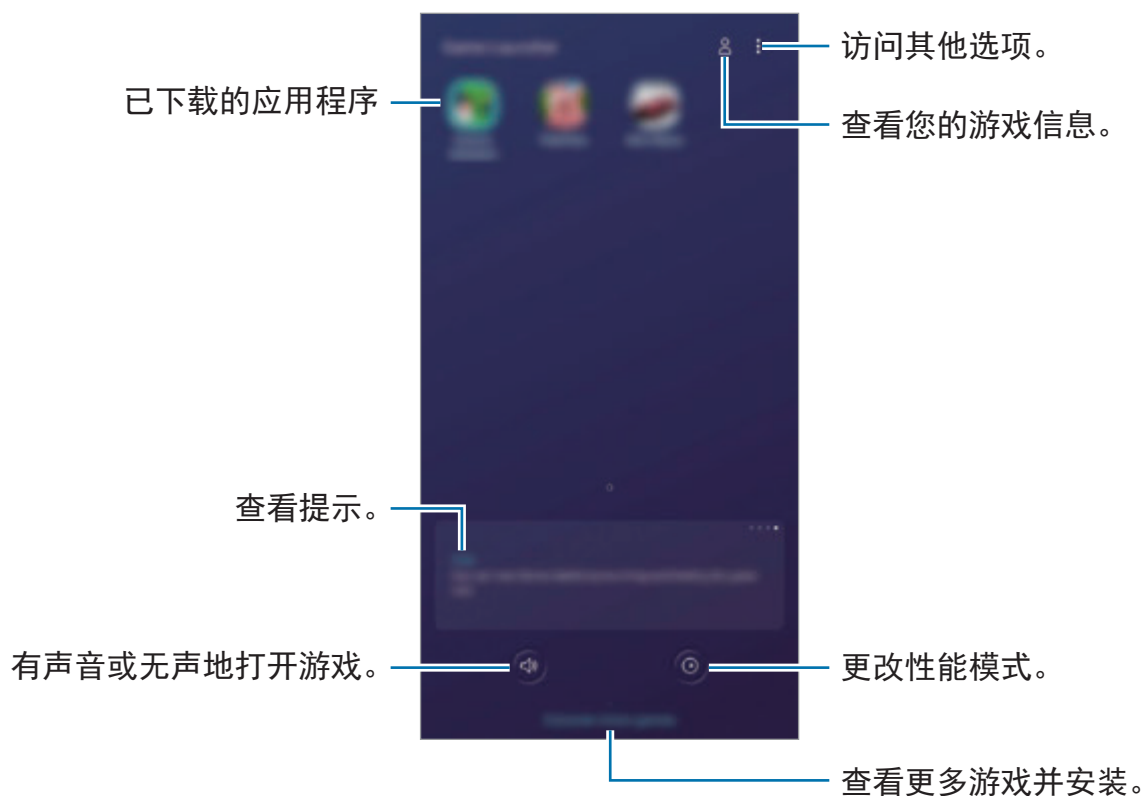 访问其他选项。
已下载的应用程序
查看您的游戏信息。
查看提示。
有声音或无声地打开游戏。
更改性能模式。
查看更多游戏并安装。